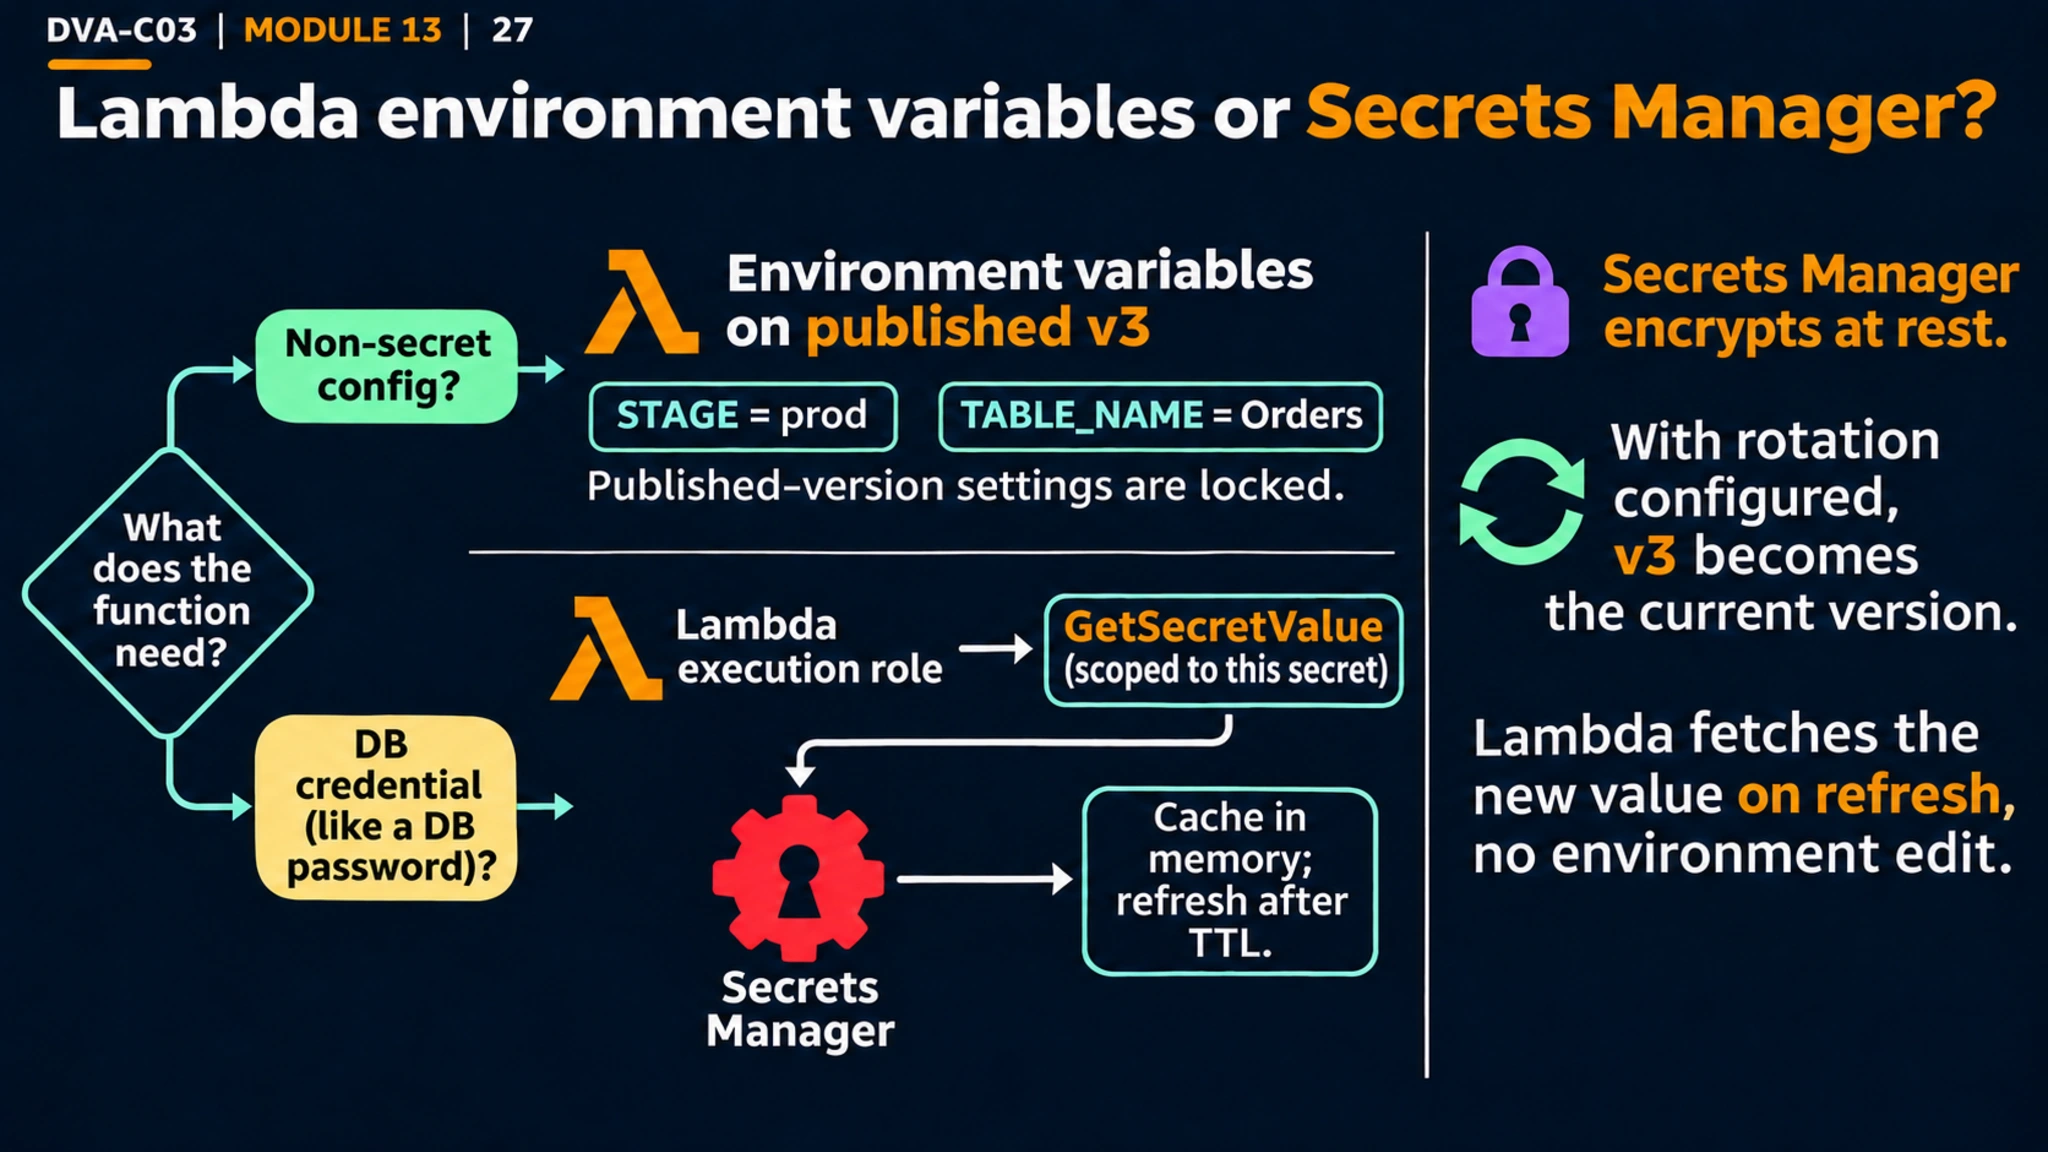 DVA-C03 | MODULE 13 | 27
Lambda environment variables or Secrets Manager?
What
does the
function
need?
Non-secret
config?
Environment variables
on published v3
STAGE = prod
TABLE_NAME = Orders
Published-version settings are locked.
DB
credential
(like a DB
password)?
Lambda
execution role
GetSecretValue
(scoped to this secret)
Secrets
Manager
Cache in
memory;
refresh after
TTL.
Secrets Manager
encrypts at rest.
With rotation
configured,
v3 becomes
the current version.
Lambda fetches the
new value on refresh,
no environment edit.